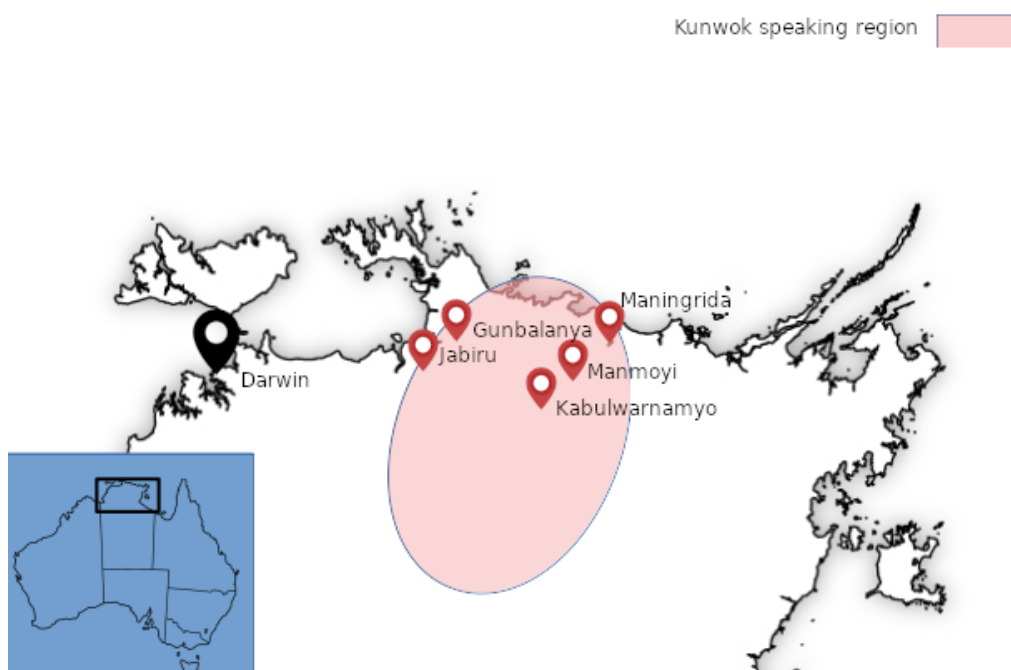 Kunwok speaking region
Maningrida
Gunbalanya
Jabiru
Manmoyi
Darwin
Kabulwarnamyo